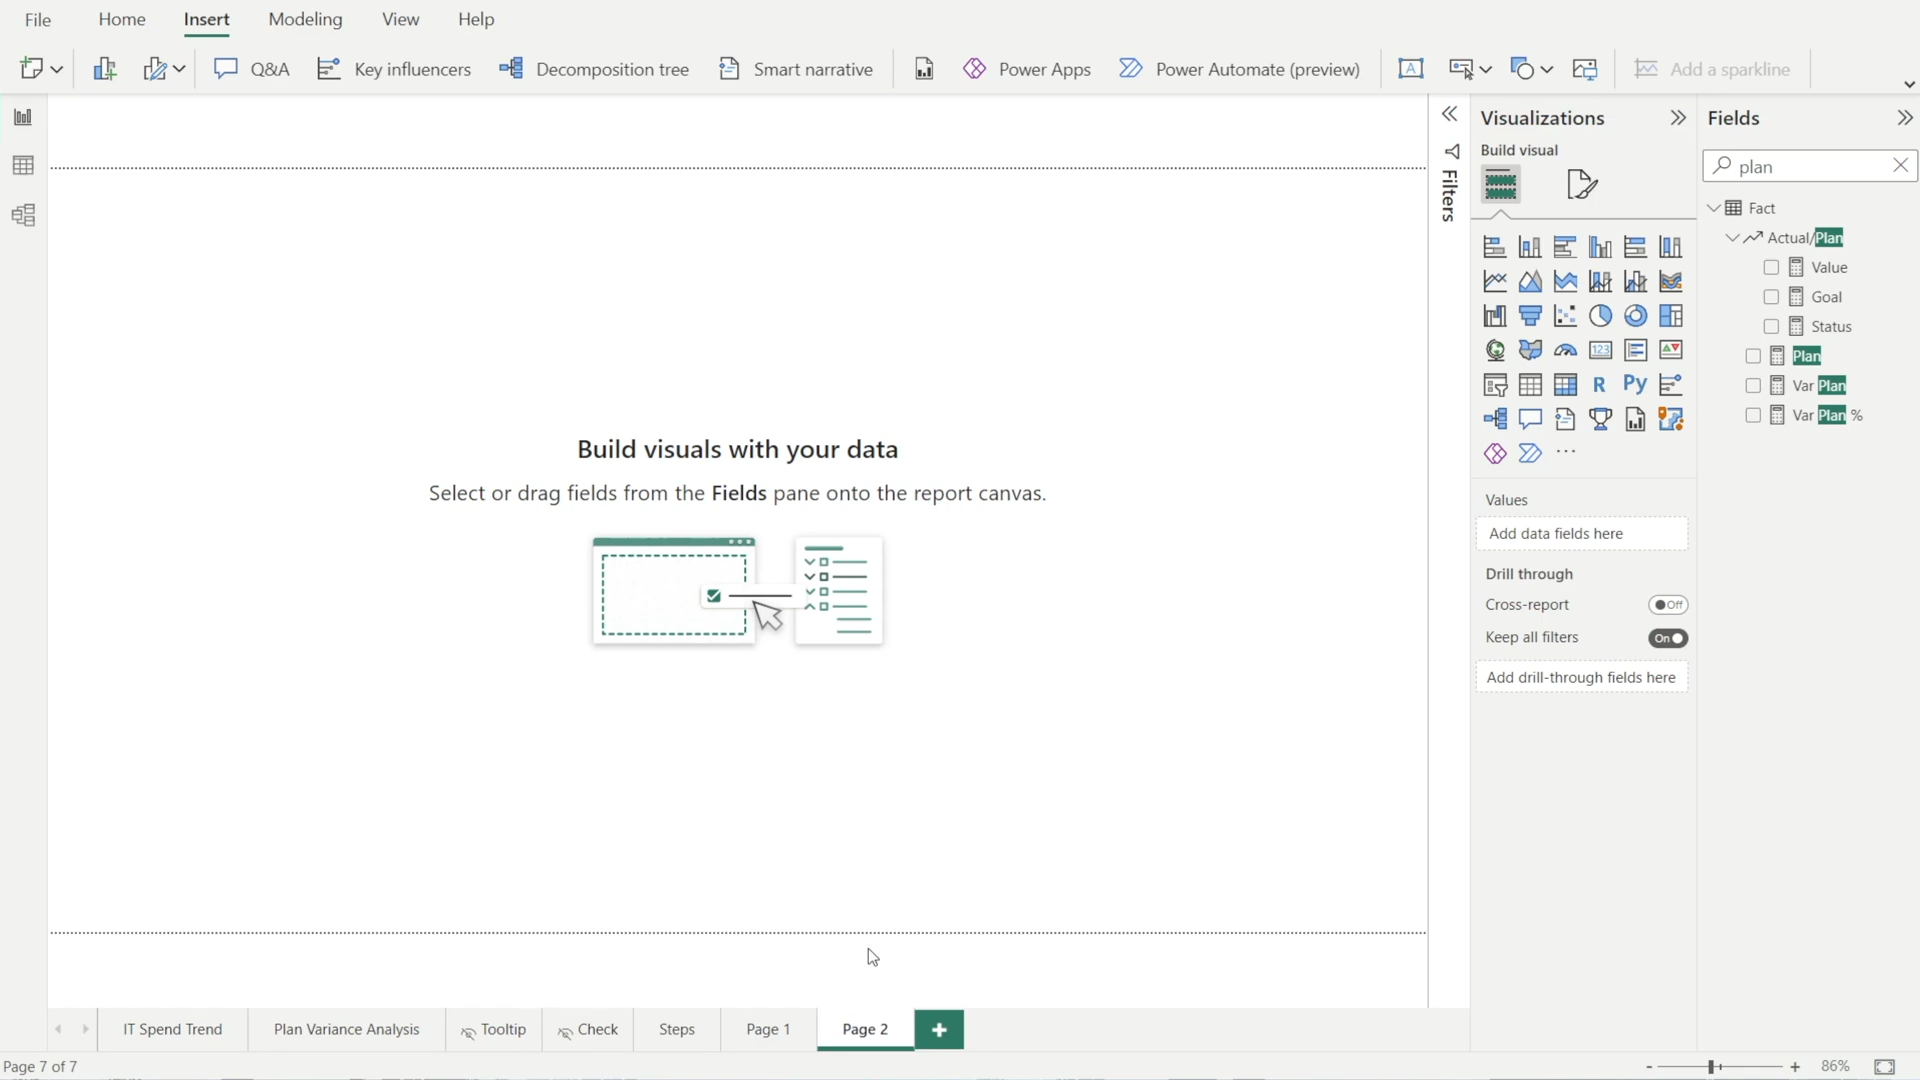 File Home Insert Modeling View Help
Q&A Key influencers Decomposition tree Smart narrative Power Apps Power Automate (preview) A Add a sparkline
Filters
Visualizations
Build visual
123
R Py
Values
Add data fields here
Drill through
Cross-report Off
Keep all filters On
Add drill-through fields here
Fields
plan
Fact
Actual/Plan
Value
Goal
Status
Plan
Var Plan
Var Plan %
Build visuals with your data
Select or drag fields from the Fields pane onto the report canvas.
IT Spend Trend Plan Variance Analysis Tooltip Check Steps Page 1 Page 2 +
Page 7 of 7 - + 86%